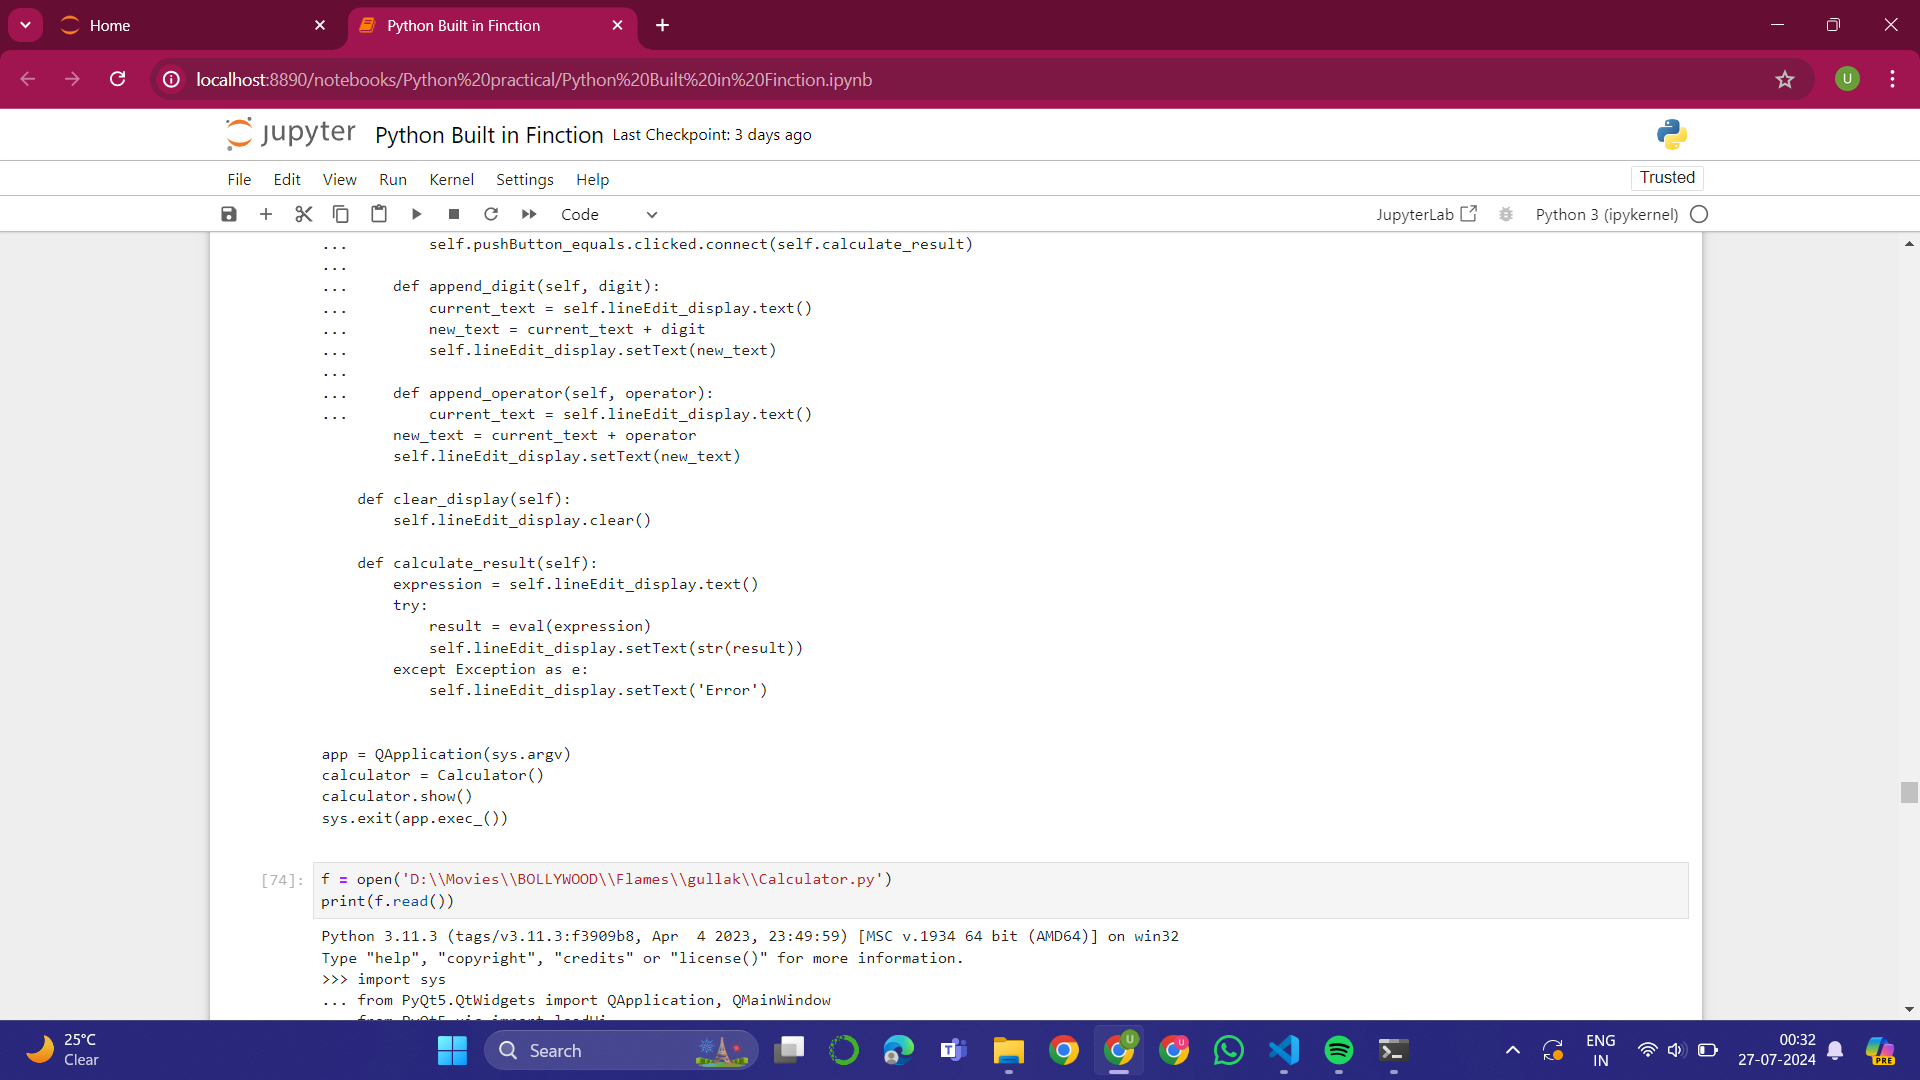 Home
Python Built in Finction
localhost:8890/notebooks/Python%20practical/Python%20Built%20in%20Finction.ipynb
U
jupyter Python Built in Finction Last Checkpoint: 3 days ago
File Edit View Run Kernel Settings Help
Trusted
Code
JupyterLab
Python 3 (ipykernel)
...         self.pushButton_equals.clicked.connect(self.calculate_result)
...
...     def append_digit(self, digit):
...         current_text = self.lineEdit_display.text()
...         new_text = current_text + digit
...         self.lineEdit_display.setText(new_text)
...
...     def append_operator(self, operator):
...         current_text = self.lineEdit_display.text()
        new_text = current_text + operator
        self.lineEdit_display.setText(new_text)
    def clear_display(self):
        self.lineEdit_display.clear()
    def calculate_result(self):
        expression = self.lineEdit_display.text()
        try:
            result = eval(expression)
            self.lineEdit_display.setText(str(result))
        except Exception as e:
            self.lineEdit_display.setText('Error')
app = QApplication(sys.argv)
calculator = Calculator()
calculator.show()
sys.exit(app.exec_())
[74]: f = open('D:\\Movies\\BOLLYWOOD\\Flames\\gullak\\Calculator.py')
print(f.read())
Python 3.11.3 (tags/v3.11.3:f3909b8, Apr  4 2023, 23:49:59) [MSC v.1934 64 bit (AMD64)] on win32
Type "help", "copyright", "credits" or "license()" for more information.
>>> import sys
... from PyQt5.QtWidgets import QApplication, QMainWindow
25°C
Clear
Search
U
U
ENG
IN
00:32
27-07-2024
PRE